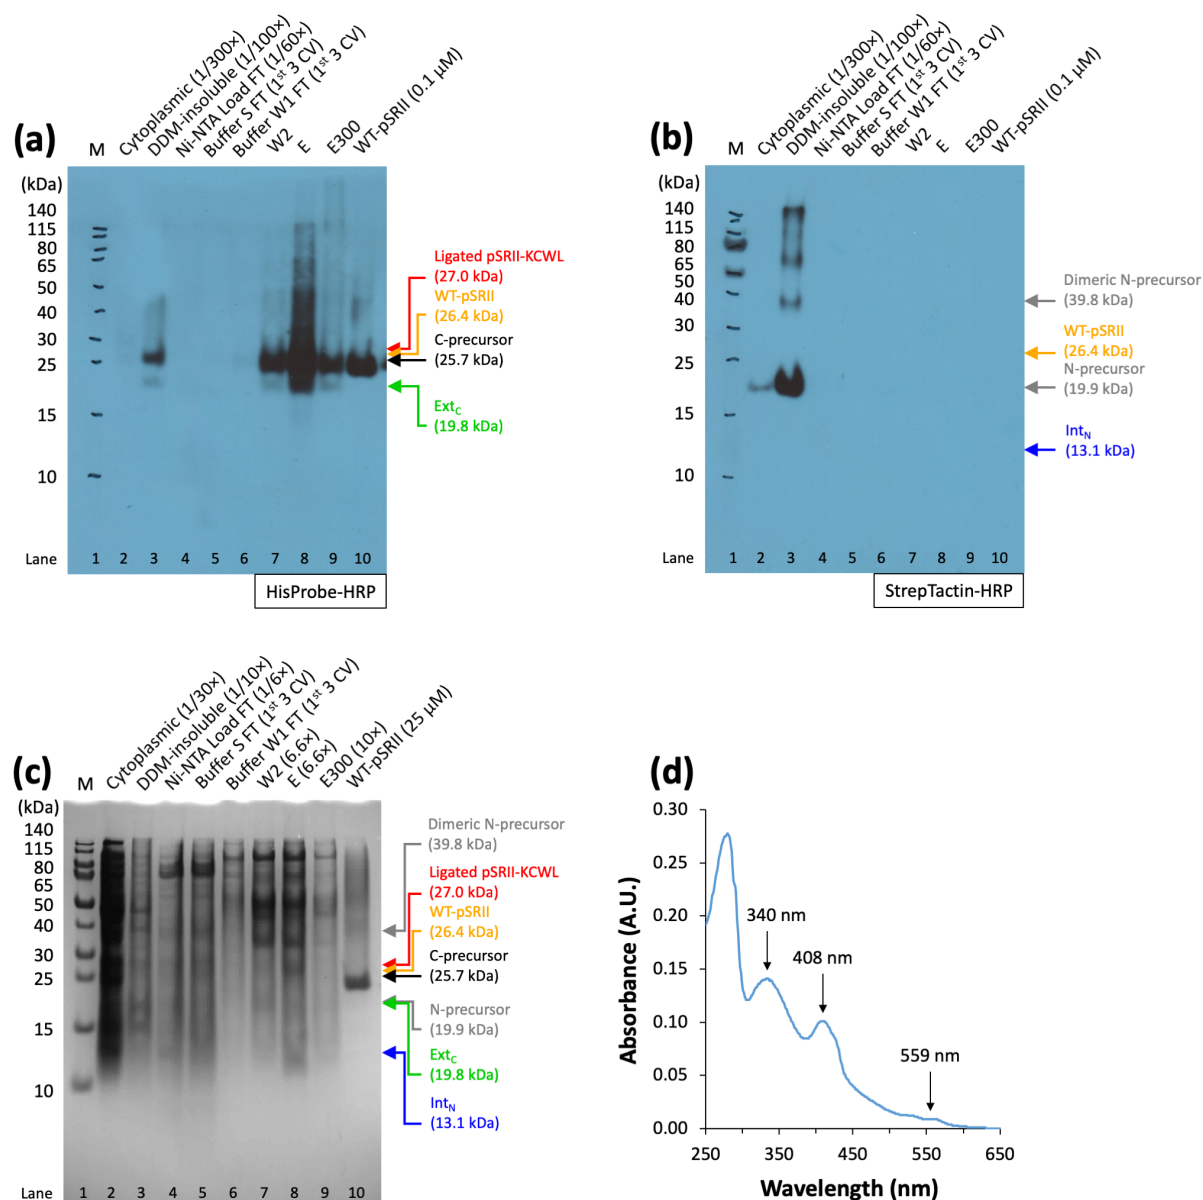 (a)
M
Cytoplasmic (1/300×)
DDM-insoluble (1/100×)
Ni-NTA Load FT (1/60×)
Buffer S FT (1st 3 CV)
Buffer W1 FT (1st 3 CV)
W2
E
E300
WT-pSRII (0.1 μM)
(kDa)
140
115
80
65
50
40
30
25
15
10
Ligated pSRII-KCWL
(27.0 kDa)
WT-pSRII
(26.4 kDa)
C-precursor
(25.7 kDa)
ExtC
(19.8 kDa)
Lane 1 2 3 4 5 6 7 8 9 10
HisProbe-HRP
(b)
M
Cytoplasmic (1/300×)
DDM-insoluble (1/100×)
Ni-NTA Load FT (1/60×)
Buffer S FT (1st 3 CV)
Buffer W1 FT (1st 3 CV)
W2
E
E300
WT-pSRII (0.1 μM)
(kDa)
140
115
80
65
50
40
30
25
15
10
Dimeric N-precursor
(39.8 kDa)
WT-pSRII
(26.4 kDa)
N-precursor
(19.9 kDa)
IntN
(13.1 kDa)
Lane 1 2 3 4 5 6 7 8 9 10
StrepTactin-HRP
(c)
M
Cytoplasmic (1/30×)
DDM-insoluble (1/10×)
Ni-NTA Load FT (1/6×)
Buffer S FT (1st 3 CV)
Buffer W1 FT (1st 3 CV)
W2 (6.6×)
E (6.6×)
E300 (10×)
WT-pSRII (25 μM)
(kDa)
140
115
80
65
50
40
30
25
15
10
Dimeric N-precursor
(39.8 kDa)
Ligated pSRII-KCWL
(27.0 kDa)
WT-pSRII
(26.4 kDa)
C-precursor
(25.7 kDa)
N-precursor
(19.9 kDa)
ExtC
(19.8 kDa)
IntN
(13.1 kDa)
Lane 1 2 3 4 5 6 7 8 9 10
(d)
Absorbance (A.U.)
0.30
0.25
0.20
0.15
0.10
0.05
0.00
340 nm
408 nm
559 nm
250 350 450 550 650
Wavelength (nm)